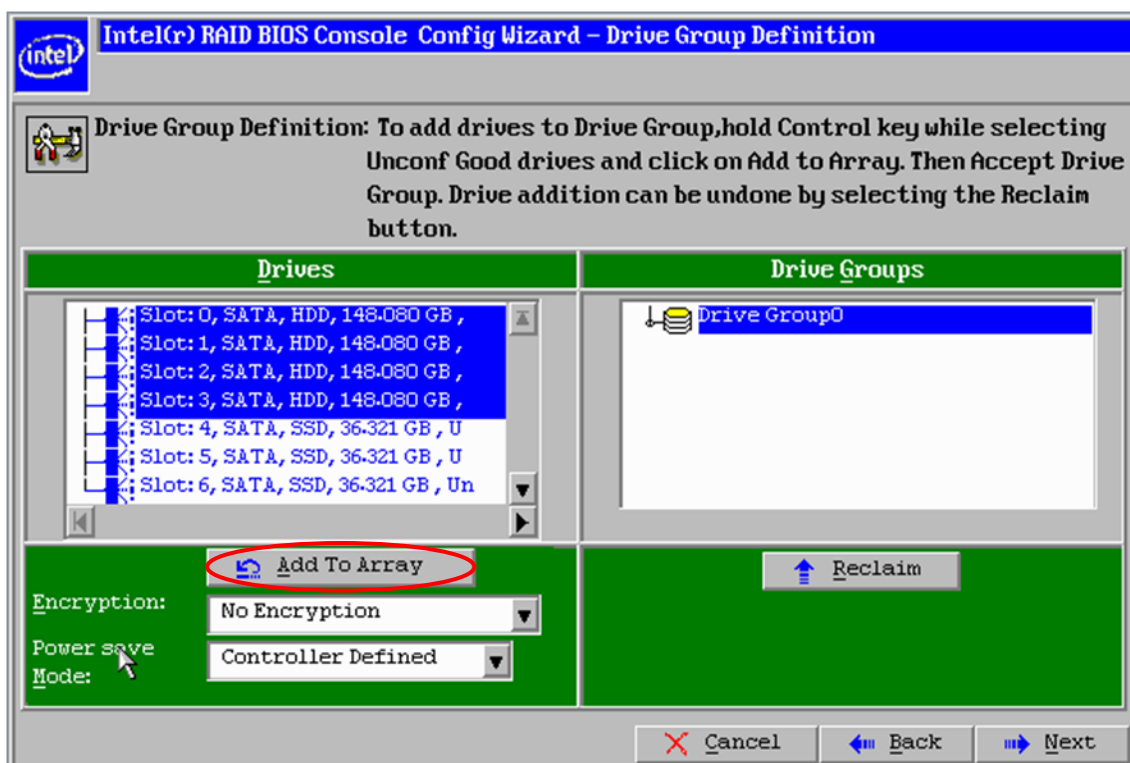 intel
Intel(r) RAID BIOS Console Config Wizard – Drive Group Definition
Drive Group Definition: To add drives to Drive Group,hold Control key while selecting
Unconf Good drives and click on Add to Array. Then Accept Drive
Group. Drive addition can be undone by selecting the Reclaim
button.
Drives
Slot: 0, SATA, HDD, 148.080 GB ,
Slot: 1, SATA, HDD, 148.080 GB ,
Slot: 2, SATA, HDD, 148.080 GB ,
Slot: 3, SATA, HDD, 148.080 GB ,
Slot: 4, SATA, SSD, 36.321 GB , U
Slot: 5, SATA, SSD, 36.321 GB , U
Slot: 6, SATA, SSD, 36.321 GB , Un
Add To Array
Encryption:
No Encryption
Power save
Mode:
Controller Defined
Drive Groups
Drive Group0
Reclaim
Cancel
Back
Next